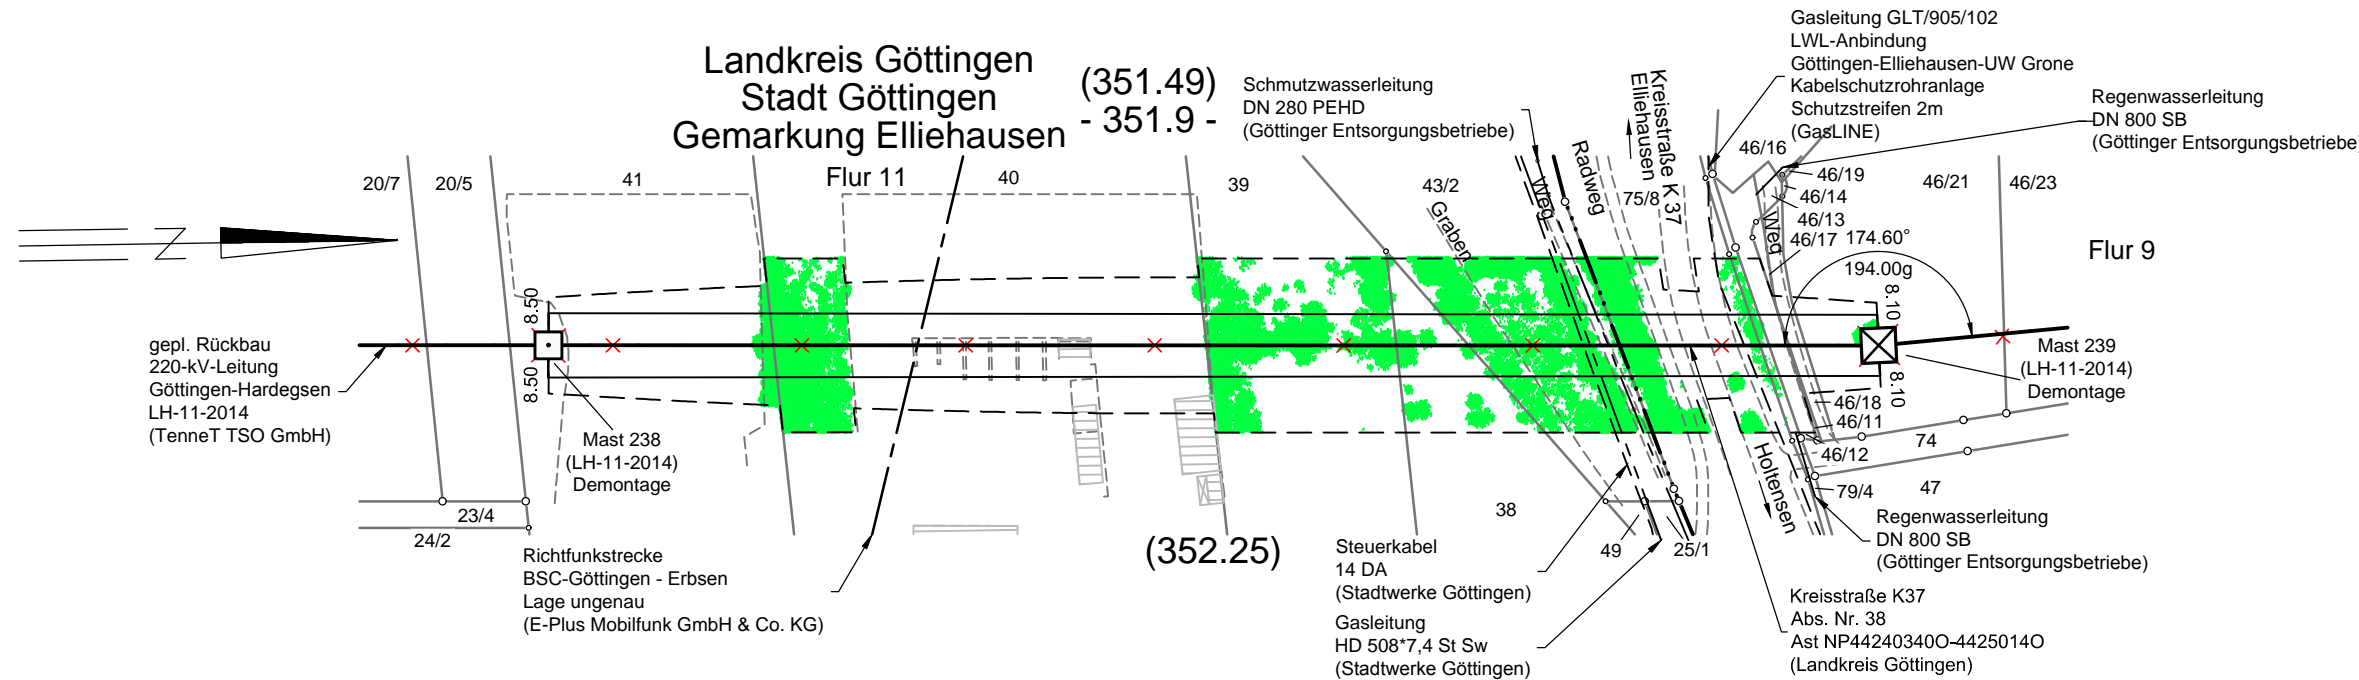 Landkreis Göttingen
Stadt Göttingen
Gemarkung Elliehausen
(351.49)
- 351.9 -
Flur 11
Schmutzwasserleitung
DN 280 PEHD
(Göttinger Entsorgungsbetriebe)
Kreisstraße K 37
Elliehausen
Gasleitung GLT/905/102
LWL-Anbindung
Göttingen-Elliehausen-UW Grone
Kabelschutzrohranlage
Schutzstreifen 2m
(GasLINE)
Regenwasserleitung
DN 800 SB
(Göttinger Entsorgungsbetriebe)
20/7
20/5
41
40
39
43/2
Graben
Weg
Radweg
75/8
46/16
46/19
46/14
46/13
46/17
Weg
46/21
46/23
174.60°
194.00g
Flur 9
Z
8.50
8.50
8.10
8.10
gepl. Rückbau
220-kV-Leitung
Göttingen-Hardegsen
LH-11-2014
(TenneT TSO GmbH)
Mast 238
(LH-11-2014)
Demontage
Mast 239
(LH-11-2014)
Demontage
46/18
46/11
46/12
74
47
79/4
Holtensen
23/4
24/2
38
49
25/1
(352.25)
Richtfunkstrecke
BSC-Göttingen - Erbsen
Lage ungenau
(E-Plus Mobilfunk GmbH & Co. KG)
Steuerkabel
14 DA
(Stadtwerke Göttingen)
Gasleitung
HD 508*7,4 St Sw
(Stadtwerke Göttingen)
Regenwasserleitung
DN 800 SB
(Göttinger Entsorgungsbetriebe)
Kreisstraße K37
Abs. Nr. 38
Ast NP44240340O-4425014O
(Landkreis Göttingen)